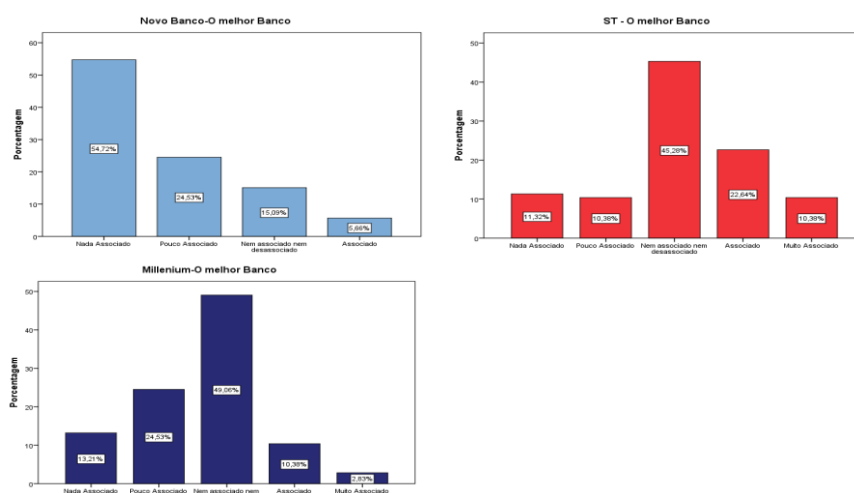 Novo Banco-O melhor Banco
Porcentagem
60
50
40
30
20
10
0
54,72%
24,53%
15,09%
5,66%
Nada Associado
Pouco Associado
Nem associado nem
desassociado
Associado
ST - O melhor Banco
Porcentagem
50
40
30
20
10
0
11,32%
10,38%
45,28%
22,64%
10,38%
Nada Associado
Pouco Associado
Nem associado nem
desassociado
Associado
Muito Associado
Millenium-O melhor Banco
Porcentagem
50
40
30
20
10
0
13,21%
24,53%
49,06%
10,38%
2,83%
Nada Associado
Pouco Associado
Nem associado nem
Associado
Muito Associado